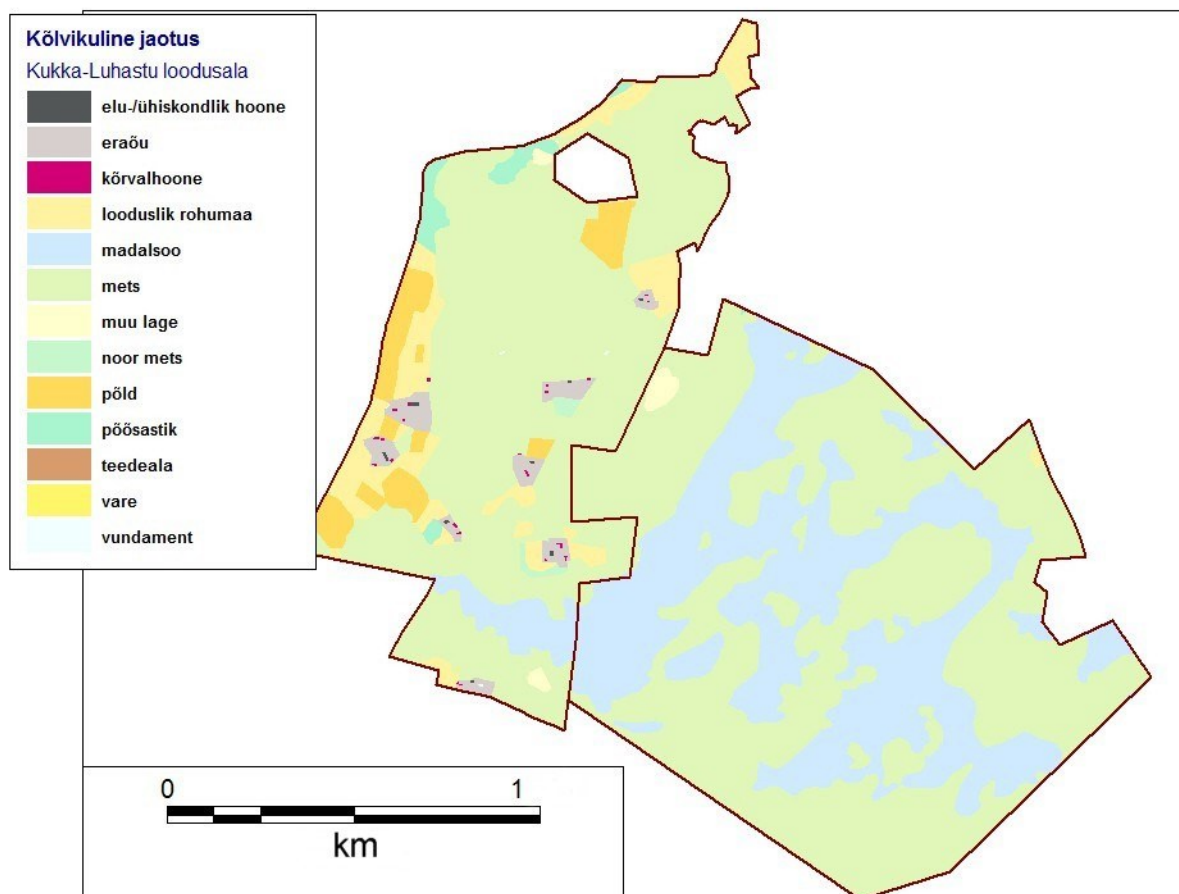 Kõlvikuline jaotus
Kukka-Luhastu loodusala
elu-/ühiskondlik hoone
eraõu
kõrvalhoone
looduslik rohumaa
madalsoo
mets
muu lage
noor mets
põld
põõsastik
teedeala
vare
vundament
0 1
km